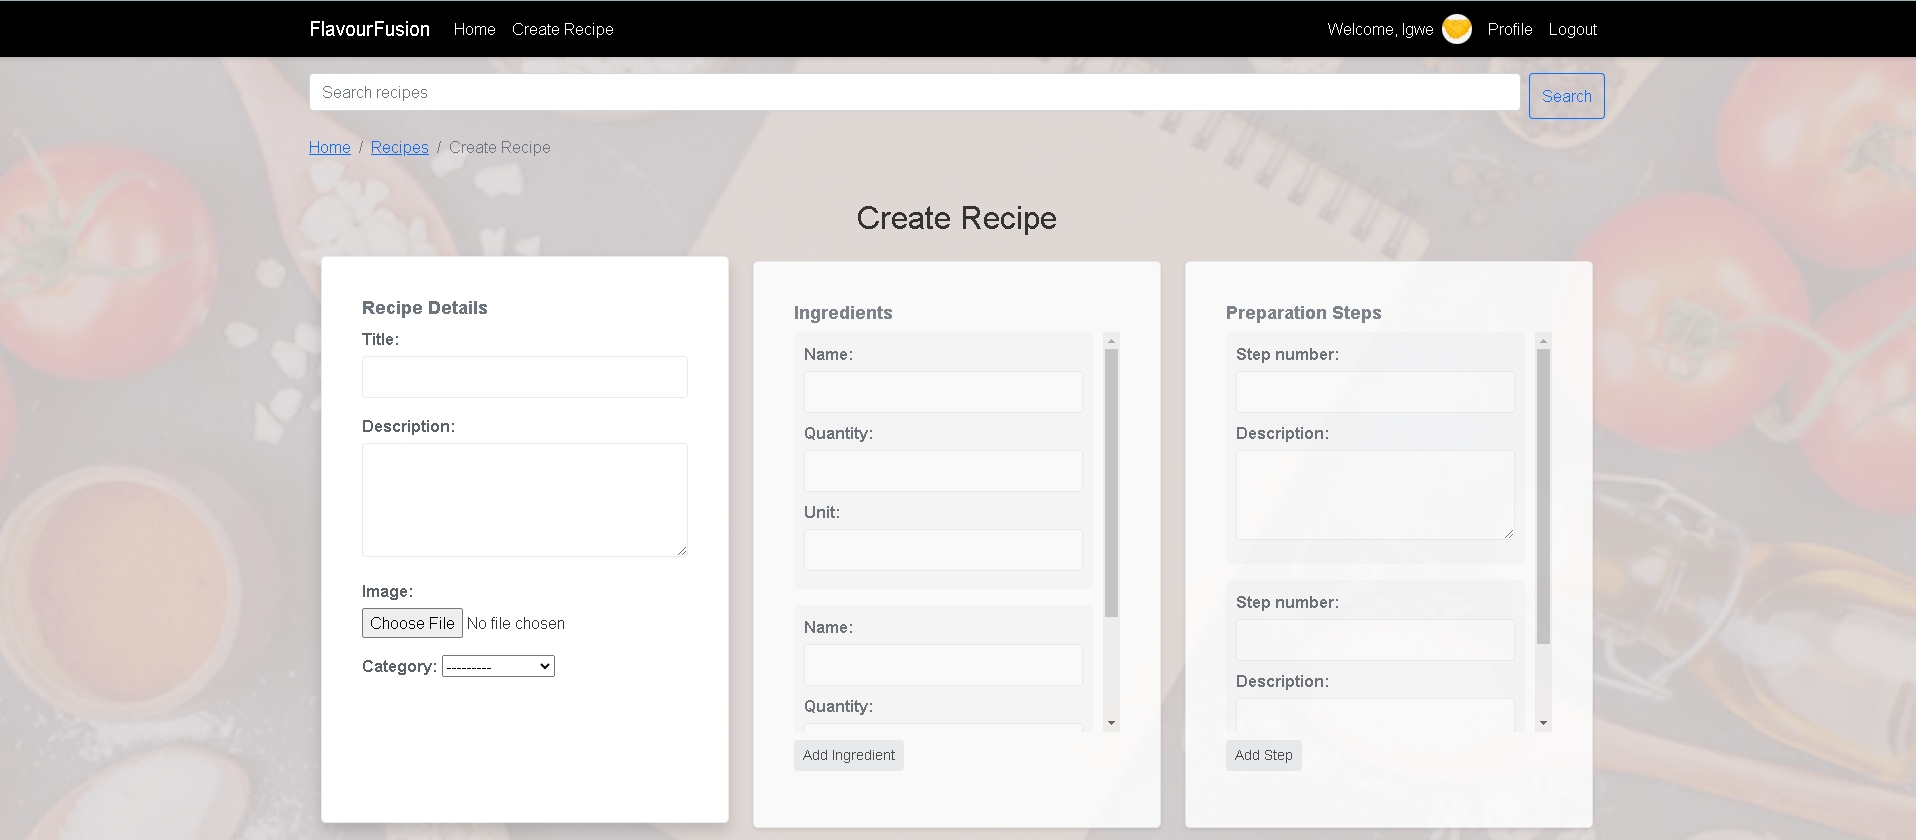 FlavourFusion Home Create Recipe Welcome, Igwe Profile Logout
Search recipes Search
Home / Recipes / Create Recipe
Create Recipe
Recipe Details
Title:
Description:
Image:
Choose File No file chosen
Category: ---------
Ingredients
Name:
Quantity:
Unit:
Name:
Quantity:
Add Ingredient
Preparation Steps
Step number:
Description:
Step number:
Description:
Add Step